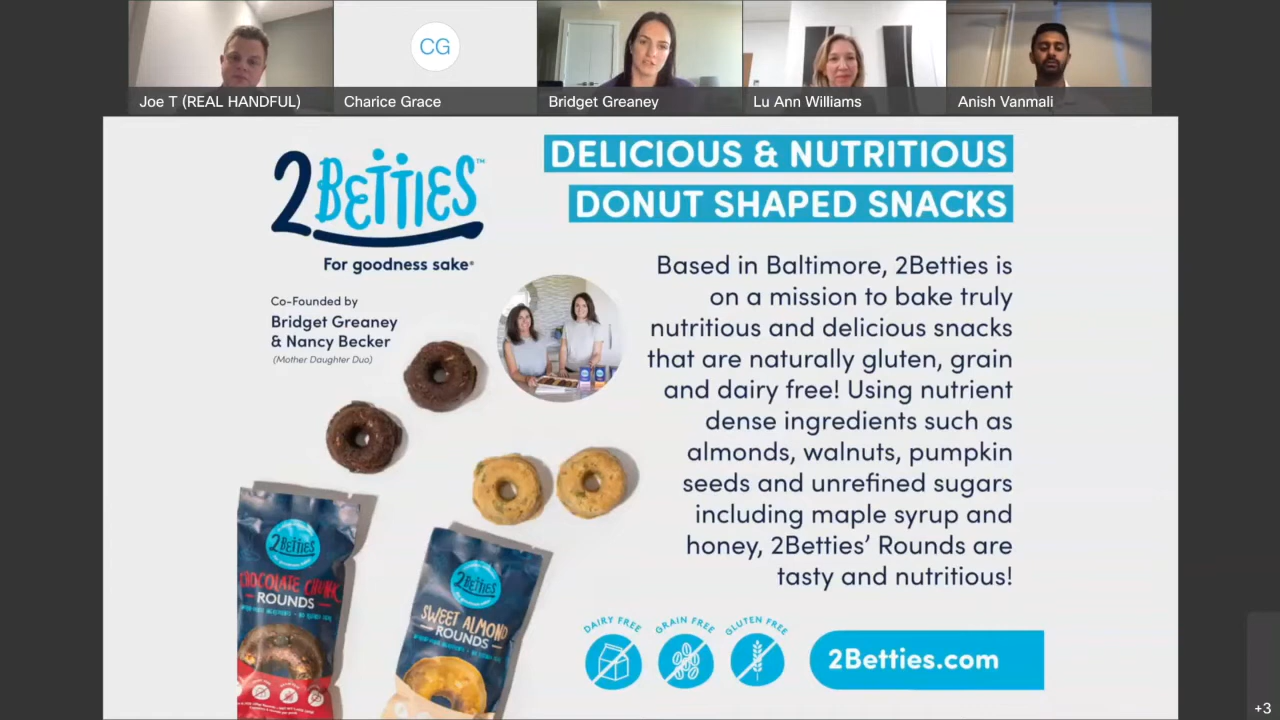 CG
Joe T (REAL HANDFUL)
Charice Grace
Bridget Greaney
Lu Ann Williams
Anish Vanmali
2BETTIES™
For goodness sake®
DELICIOUS & NUTRITIOUS
DONUT SHAPED SNACKS
Co-Founded by
Bridget Greaney
& Nancy Becker
(Mother Daughter Duo)
Based in Baltimore, 2Betties is
on a mission to bake truly
nutritious and delicious snacks
that are naturally gluten, grain
and dairy free! Using nutrient
dense ingredients such as
almonds, walnuts, pumpkin
seeds and unrefined sugars
including maple syrup and
honey, 2Betties' Rounds are
tasty and nutritious!
2BETTIES
CHOCOLATE CHUNK
ROUNDS
2BETTIES
SWEET ALMOND
ROUNDS
DAIRY FREE
GRAIN FREE
GLUTEN FREE
2Betties.com
+3